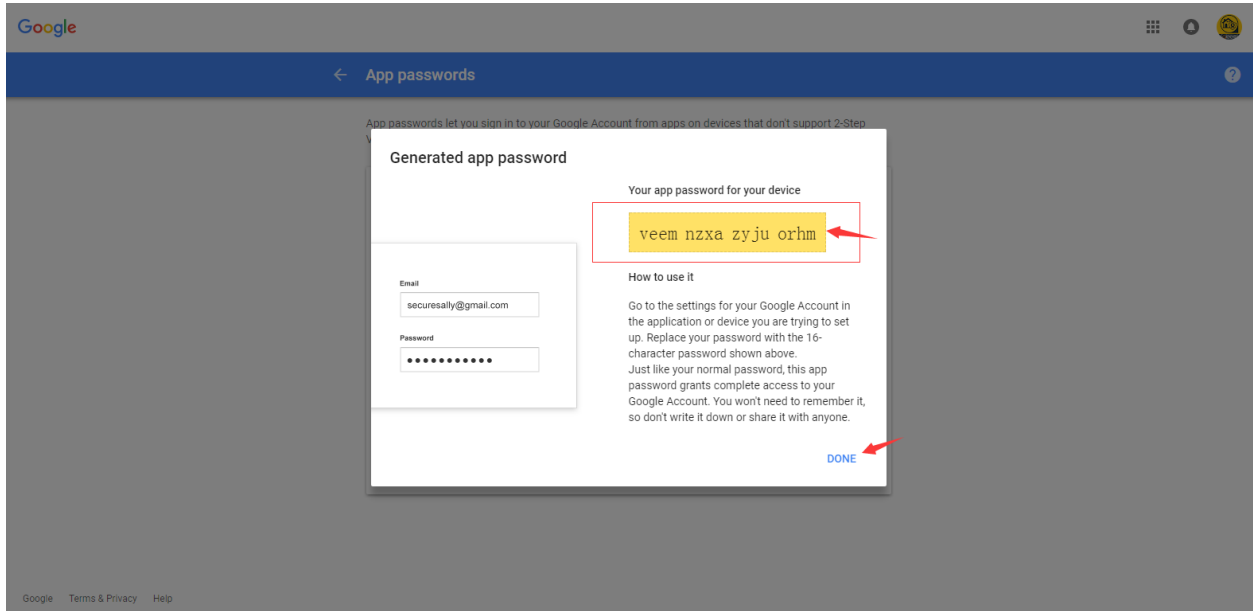 Google
App passwords
App passwords let you sign in to your Google Account from apps on devices that don't support 2-Step
Generated app password
Your app password for your device
veem nzxa zyju orhm
Email
securesally@gmail.com
Password
How to use it
Go to the settings for your Google Account in
the application or device you are trying to set
up. Replace your password with the 16-
character password shown above.
Just like your normal password, this app
password grants complete access to your
Google Account. You won't need to remember it,
so don't write it down or share it with anyone.
DONE
Google Terms & Privacy Help